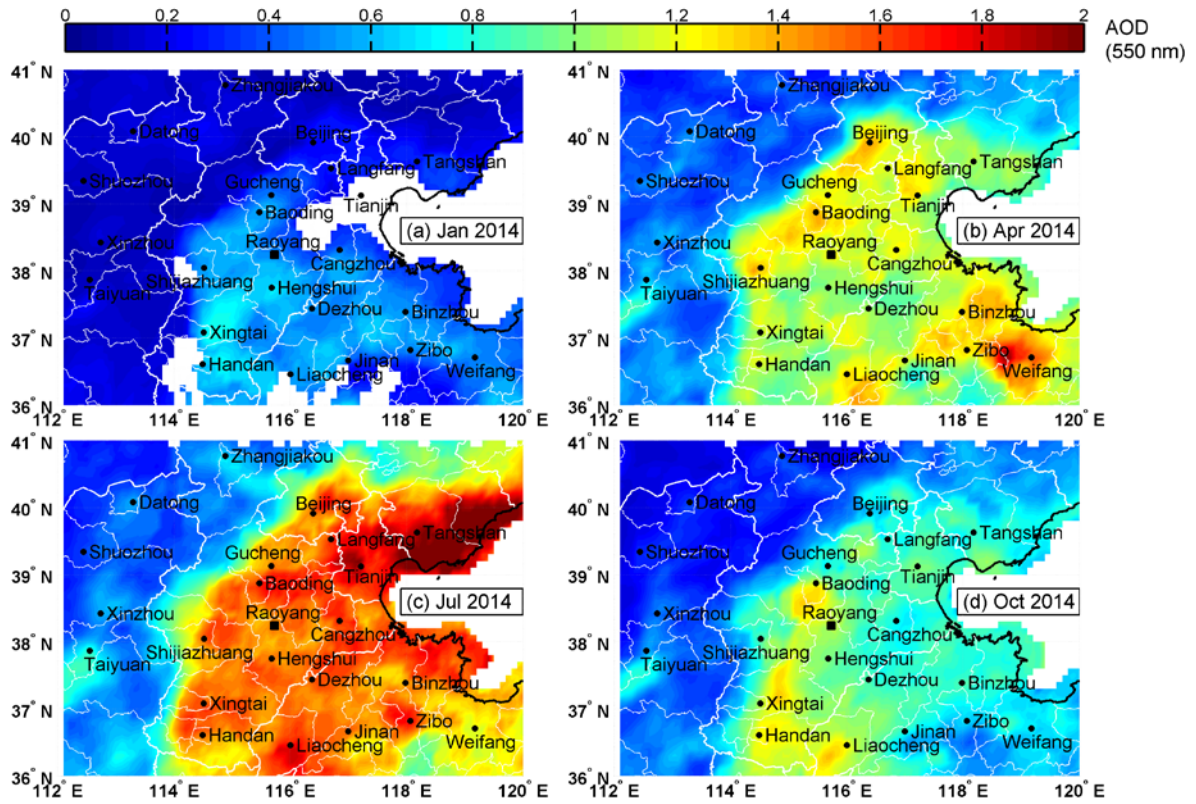 0 0.2 0.4 0.6 0.8 1 1.2 1.4 1.6 1.8 2
AOD
(550 nm)
41° N
40° N
39° N
38° N
37° N
36° N
112° E 114° E 116° E 118° E 120° E
Zhangjiakou
Datong
Beijing
Langfang
Tangshan
Shuozhou
Gucheng
Tianjin
Baoding
(a) Jan 2014
Xinzhou
Raoyang
Cangzhou
Taiyuan
Shijiazhuang
Hengshui
Dezhou
Binzhou
Xingtai
Handan
Jinan
Zibo
Liaocheng
Weifang
41° N
40° N
39° N
38° N
37° N
36° N
112° E 114° E 116° E 118° E 120° E
Zhangjiakou
Datong
Beijing
Langfang
Tangshan
Shuozhou
Gucheng
Tianjin
Baoding
(b) Apr 2014
Xinzhou
Raoyang
Cangzhou
Taiyuan
Shijiazhuang
Hengshui
Dezhou
Binzhou
Xingtai
Handan
Jinan
Zibo
Liaocheng
Weifang
41° N
40° N
39° N
38° N
37° N
36° N
112° E 114° E 116° E 118° E 120° E
Zhangjiakou
Datong
Beijing
Langfang
Tangshan
Shuozhou
Gucheng
Tianjin
Baoding
(c) Jul 2014
Xinzhou
Raoyang
Cangzhou
Taiyuan
Shijiazhuang
Hengshui
Dezhou
Binzhou
Xingtai
Handan
Jinan
Zibo
Liaocheng
Weifang
41° N
40° N
39° N
38° N
37° N
36° N
112° E 114° E 116° E 118° E 120° E
Zhangjiakou
Datong
Beijing
Langfang
Tangshan
Shuozhou
Gucheng
Tianjin
Baoding
(d) Oct 2014
Xinzhou
Raoyang
Cangzhou
Taiyuan
Shijiazhuang
Hengshui
Dezhou
Binzhou
Xingtai
Handan
Jinan
Zibo
Liaocheng
Weifang